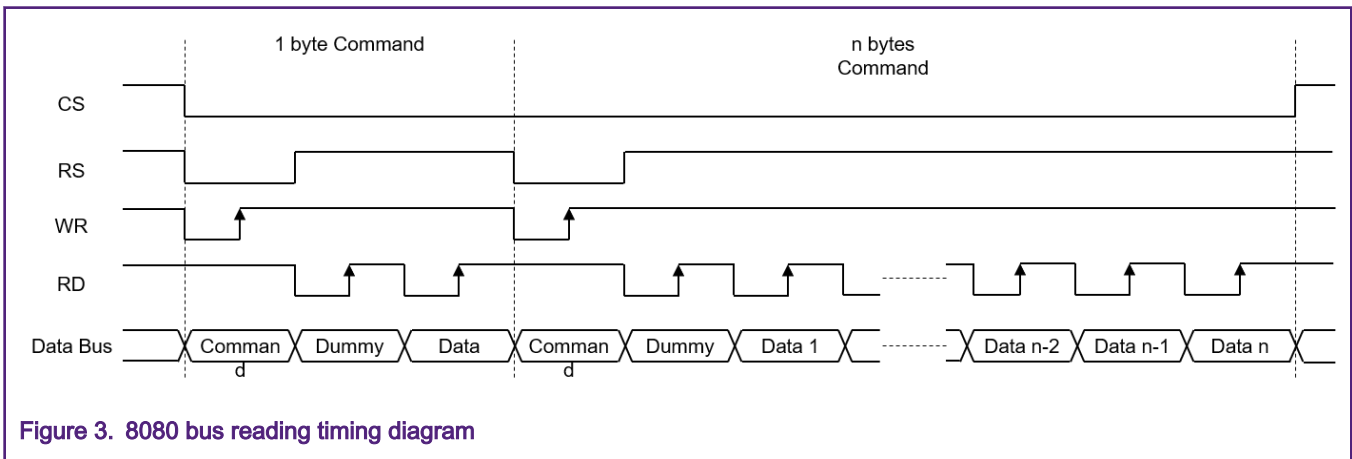 1 byte Command
n bytes
Command
CS
RS
WR
RD
Data Bus
Comman
d
Dummy
Data
Comman
d
Dummy
Data 1
Data n-2
Data n-1
Data n
Figure 3. 8080 bus reading timing diagram